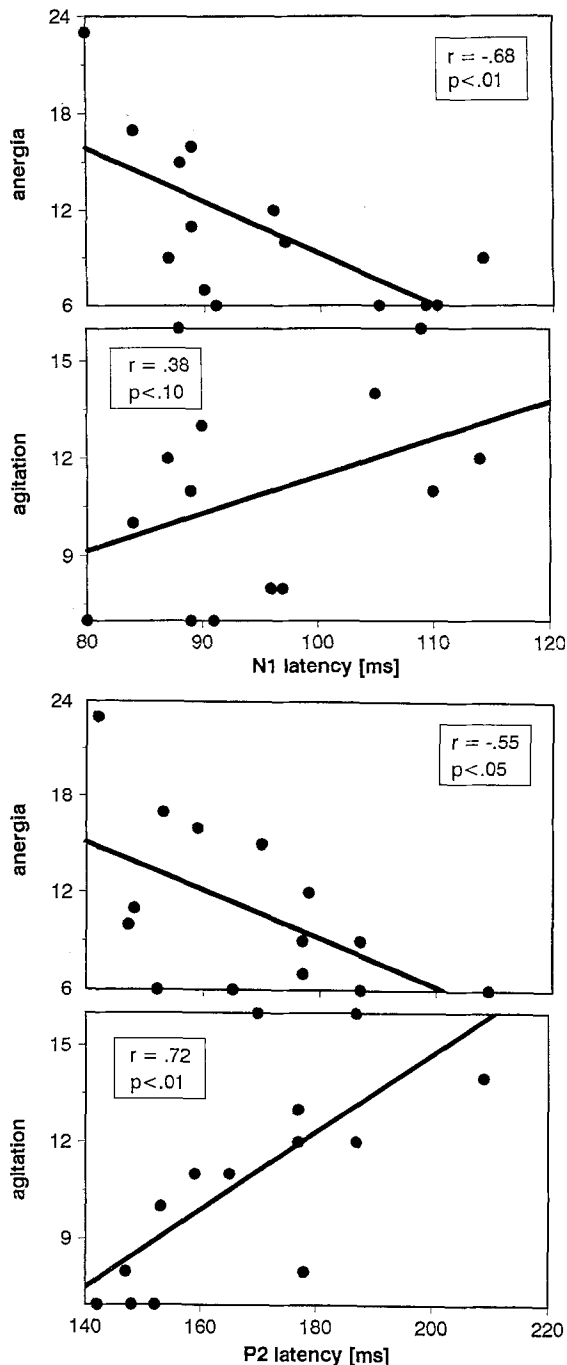 24
18
12
6
anergia
r = -.68
p<.01
15
12
9
agitation
r = .38
p<.10
80 90 100 110 120
N1 latency [ms]
24
18
12
6
anergia
r = -.55
p<.05
15
12
9
agitation
r = .72
p<.01
140 160 180 200 220
P2 latency [ms]